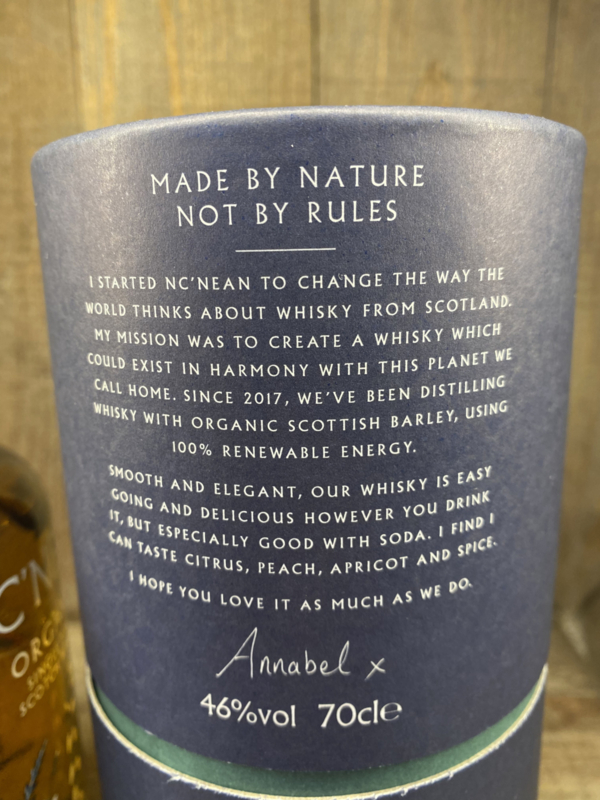 MADE BY NATURE
NOT BY RULES
I STARTED NC'NEAN TO CHANGE THE WAY THE
WORLD THINKS ABOUT WHISKY FROM SCOTLAND.
MY MISSION WAS TO CREATE A WHISKY WHICH
COULD EXIST IN HARMONY WITH THIS PLANET WE
CALL HOME. SINCE 2017, WE'VE BEEN DISTILLING
WHISKY WITH ORGANIC SCOTTISH BARLEY, USING
100% RENEWABLE ENERGY.
SMOOTH AND ELEGANT, OUR WHISKY IS EASY
GOING AND DELICIOUS HOWEVER YOU DRINK
IT, BUT ESPECIALLY GOOD WITH SODA. I FIND I
CAN TASTE CITRUS, PEACH, APRICOT AND SPICE.
I HOPE YOU LOVE IT AS MUCH AS WE DO.
Annabel x
46%vol 70cl℮